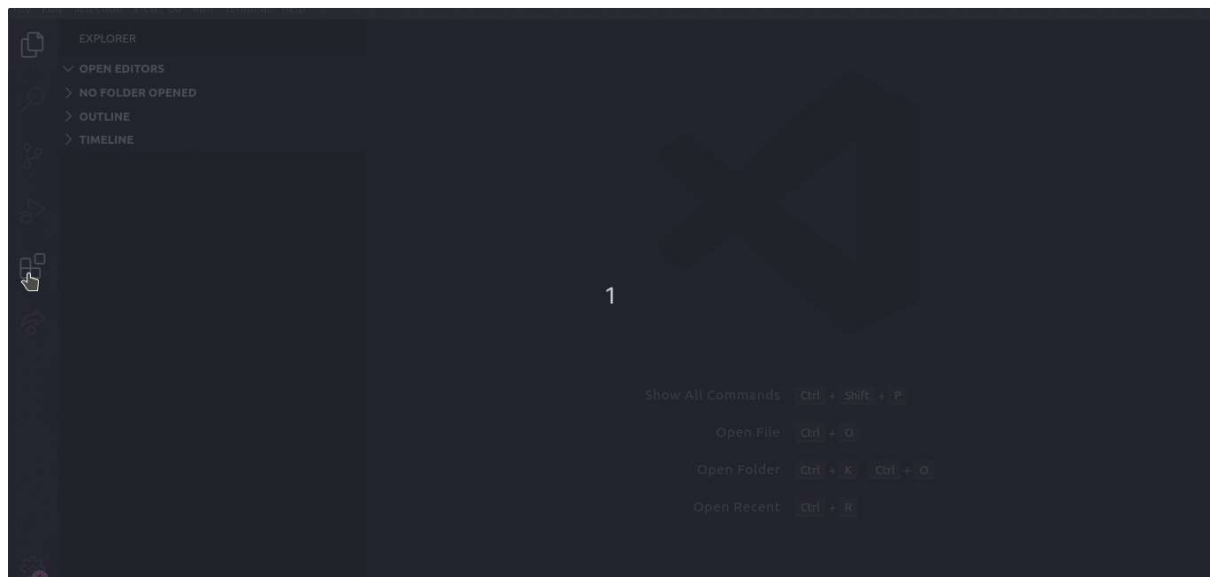 EXPLORER
OPEN EDITORS
NO FOLDER OPENED
OUTLINE
TIMELINE
1
Show All Commands Ctrl + Shift + P
Open File Ctrl + O
Open Folder Ctrl + K Ctrl + O
Open Recent Ctrl + R